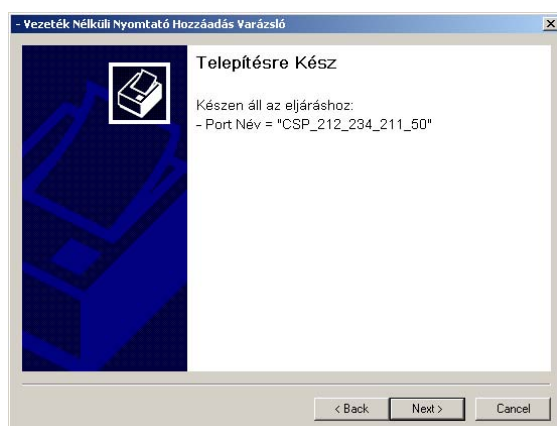 - Vezeték Nélküli Nyomtató Hozzáadás Varázsló
Telepítésre Kész
Készen áll az eljáráshoz:
- Port Név = "CSP_212_234_211_50"
< Back Next > Cancel